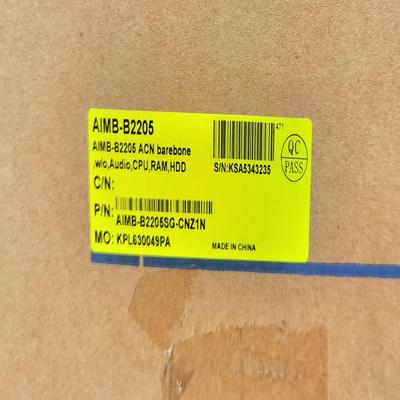 471
AIMB-B2205
AIMB-B2205 ACN barebone
,w/o,Audio,CPU,RAM,HDD
S/N:KSA5343235
QC
PASS
C/N:
P/N:
AIMB-B2205SG-CNZ1N
MO: KPL630049PA
MADE IN CHINA